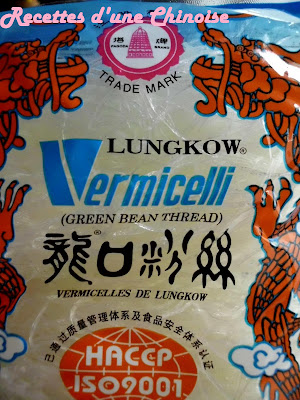 Recettes d'une Chinoise
塔牌
PAGODA BRAND
TRADE MARK
LUNGKOW®
Vermicelli
(GREEN BEAN THREAD)
龍口粉絲®
VERMICELLES DE LUNGKOW
已通过质量管理体系及食品安全体系认证
HACCP
ISO9001